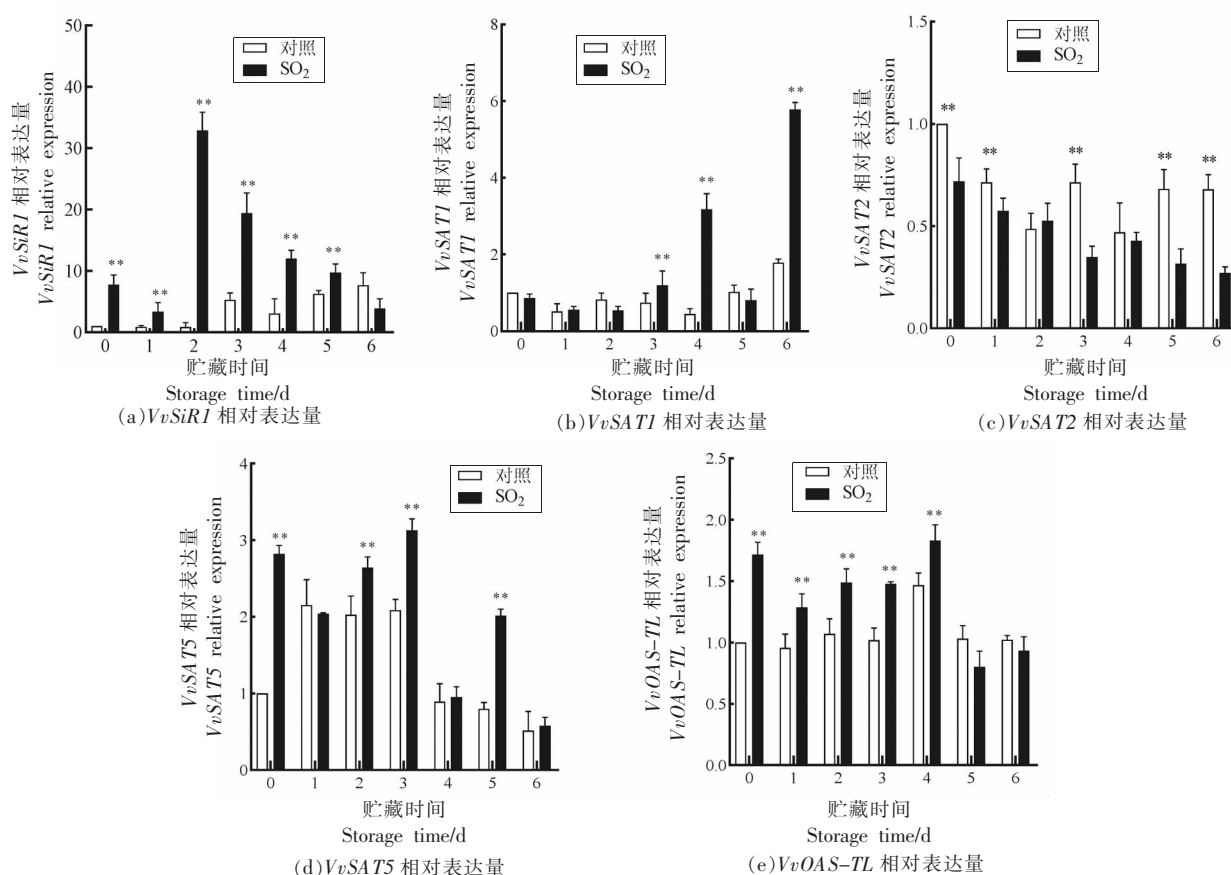 50
40
30
20
10
0
VvSiR1 相对表达量
VvSiR1 relative expression
对照
SO₂
**
**
**
**
**
**
0 1 2 3 4 5 6
贮藏时间
Storage time/d
(a)VvSiR1 相对表达量
8
6
4
2
0
VvSAT1 相对表达量
VvSAT1 relative expression
对照
SO₂
**
**
**
0 1 2 3 4 5 6
贮藏时间
Storage time/d
(b)VvSAT1 相对表达量
1.5
1.0
0.5
0.0
VvSAT2 相对表达量
VvSAT2 relative expression
对照
SO₂
**
**
**
**
**
0 1 2 3 4 5 6
贮藏时间
Storage time/d
(c)VvSAT2 相对表达量
4
3
2
1
0
VvSAT5 相对表达量
VvSAT5 relative expression
对照
SO₂
**
**
**
**
0 1 2 3 4 5 6
贮藏时间
Storage time/d
(d)VvSAT5 相对表达量
2.5
2.0
1.5
1.0
0.5
0.0
VvOAS-TL 相对表达量
VvOAS-TL relative expression
对照
SO₂
**
**
**
**
**
0 1 2 3 4 5 6
贮藏时间
Storage time/d
(e)VvOAS-TL 相对表达量